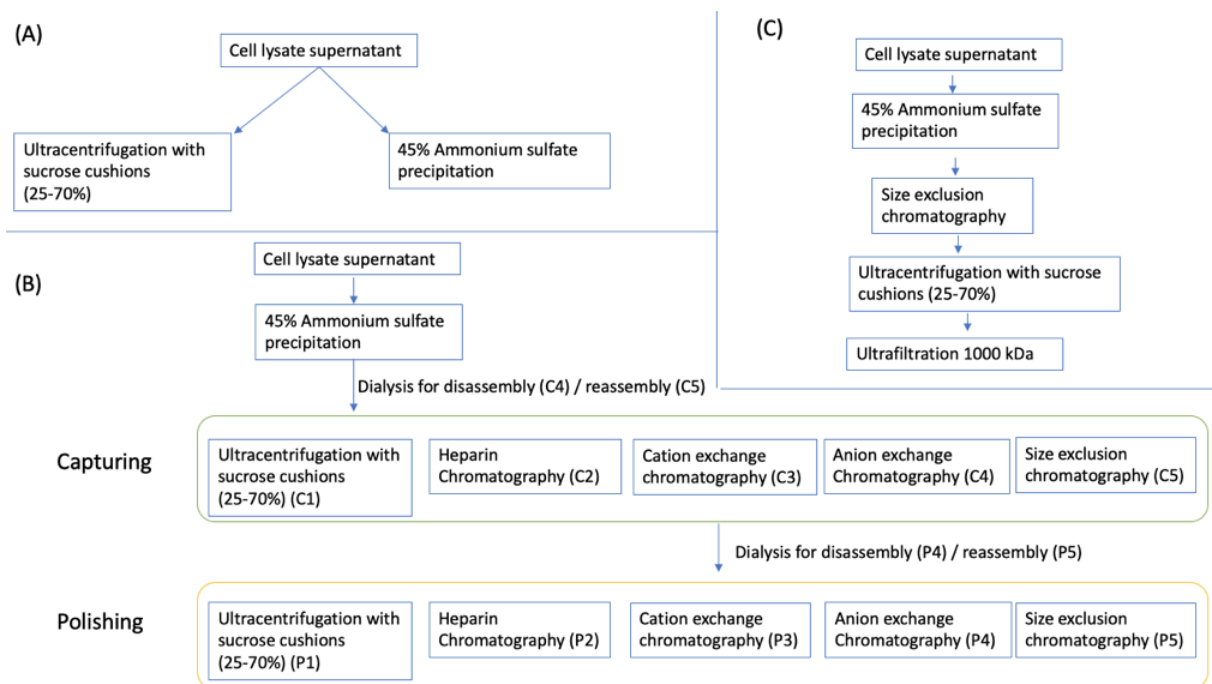 (A)
Cell lysate supernatant
Ultracentrifugation with
sucrose cushions
(25-70%)
45% Ammonium sulfate
precipitation
(B)
Cell lysate supernatant
45% Ammonium sulfate
precipitation
Dialysis for disassembly (C4) / reassembly (C5)
Capturing
Ultracentrifugation with
sucrose cushions
(25-70%) (C1)
Heparin
Chromatography (C2)
Cation exchange
chromatography (C3)
Anion exchange
Chromatography (C4)
Size exclusion
chromatography (C5)
Dialysis for disassembly (P4) / reassembly (P5)
Polishing
Ultracentrifugation with
sucrose cushions
(25-70%) (P1)
Heparin
Chromatography (P2)
Cation exchange
chromatography (P3)
Anion exchange
Chromatography (P4)
Size exclusion
chromatography (P5)
(C)
Cell lysate supernatant
45% Ammonium sulfate
precipitation
Size exclusion
chromatography
Ultracentrifugation with sucrose
cushions (25-70%)
Ultrafiltration 1000 kDa